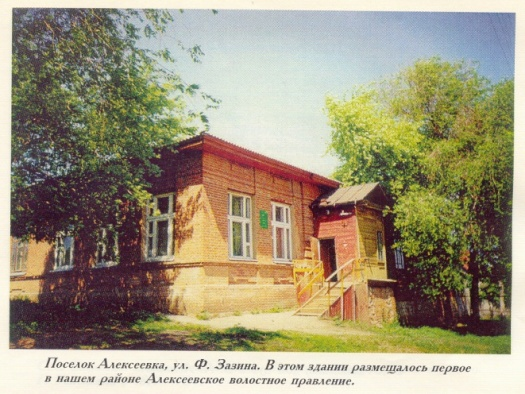 Поселок Алексеевка, ул. Ф. Зазина. В этом здании размещалось первое
в нашем районе Алексеевское волостное правление.